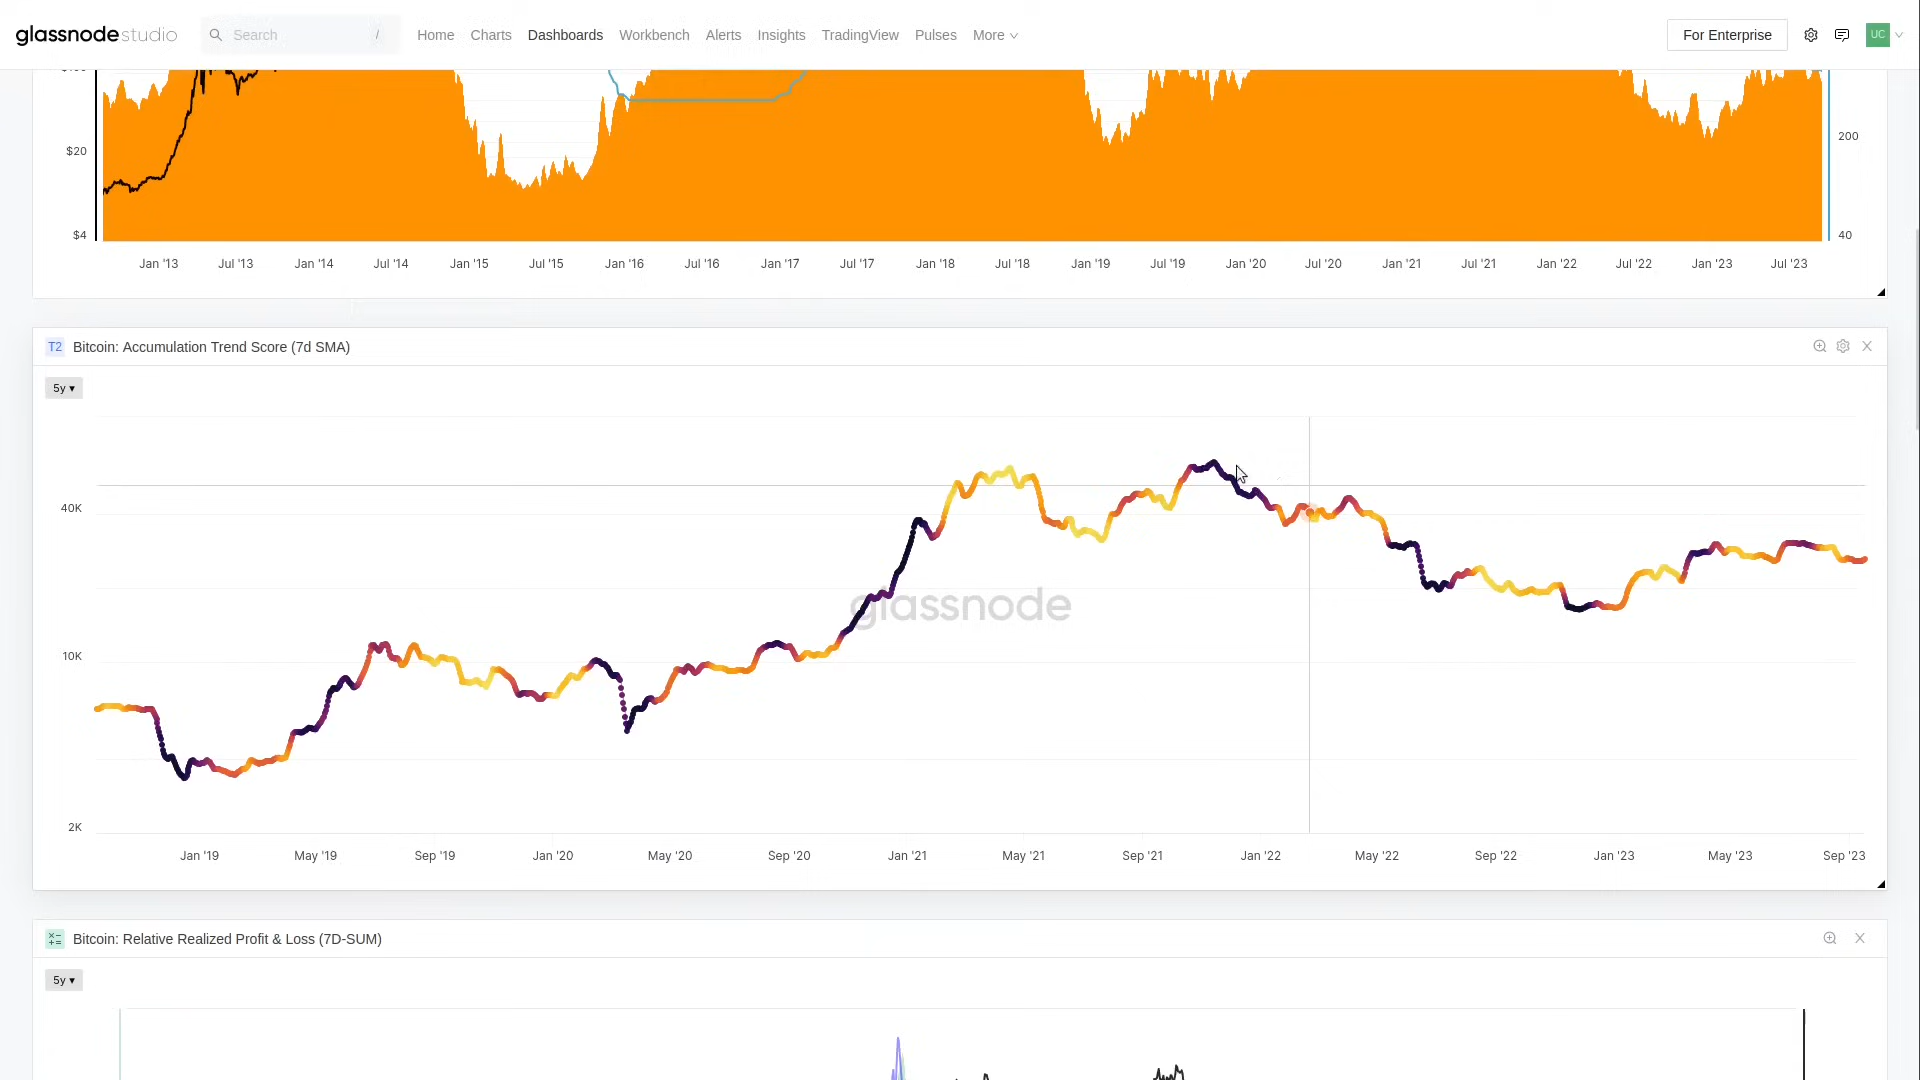 glassnodestudio
Search /
Home Charts Dashboards Workbench Alerts Insights TradingView Pulses More
For Enterprise
UC
$20
$4
200
40
Jan '13 Jul '13 Jan '14 Jul '14 Jan '15 Jul '15 Jan '16 Jul '16 Jan '17 Jul '17 Jan '18 Jul '18 Jan '19 Jul '19 Jan '20 Jul '20 Jan '21 Jul '21 Jan '22 Jul '22 Jan '23 Jul '23
T2 Bitcoin: Accumulation Trend Score (7d SMA)
5y ▾
40K
10K
2K
glassnode
Jan '19 May '19 Sep '19 Jan '20 May '20 Sep '20 Jan '21 May '21 Sep '21 Jan '22 May '22 Sep '22 Jan '23 May '23 Sep '23
Bitcoin: Relative Realized Profit & Loss (7D-SUM)
5y ▾